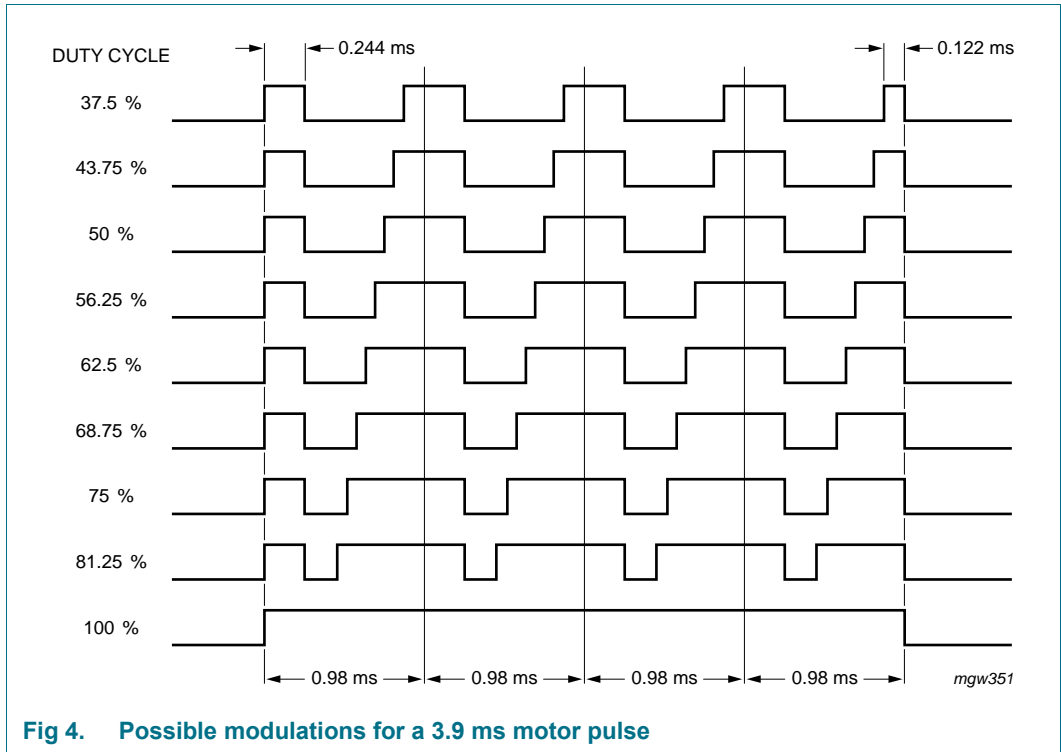 DUTY CYCLE
0.244 ms
0.122 ms
37.5 %
43.75 %
50 %
56.25 %
62.5 %
68.75 %
75 %
81.25 %
100 %
0.98 ms 0.98 ms 0.98 ms 0.98 ms
mgw351
Fig 4. Possible modulations for a 3.9 ms motor pulse